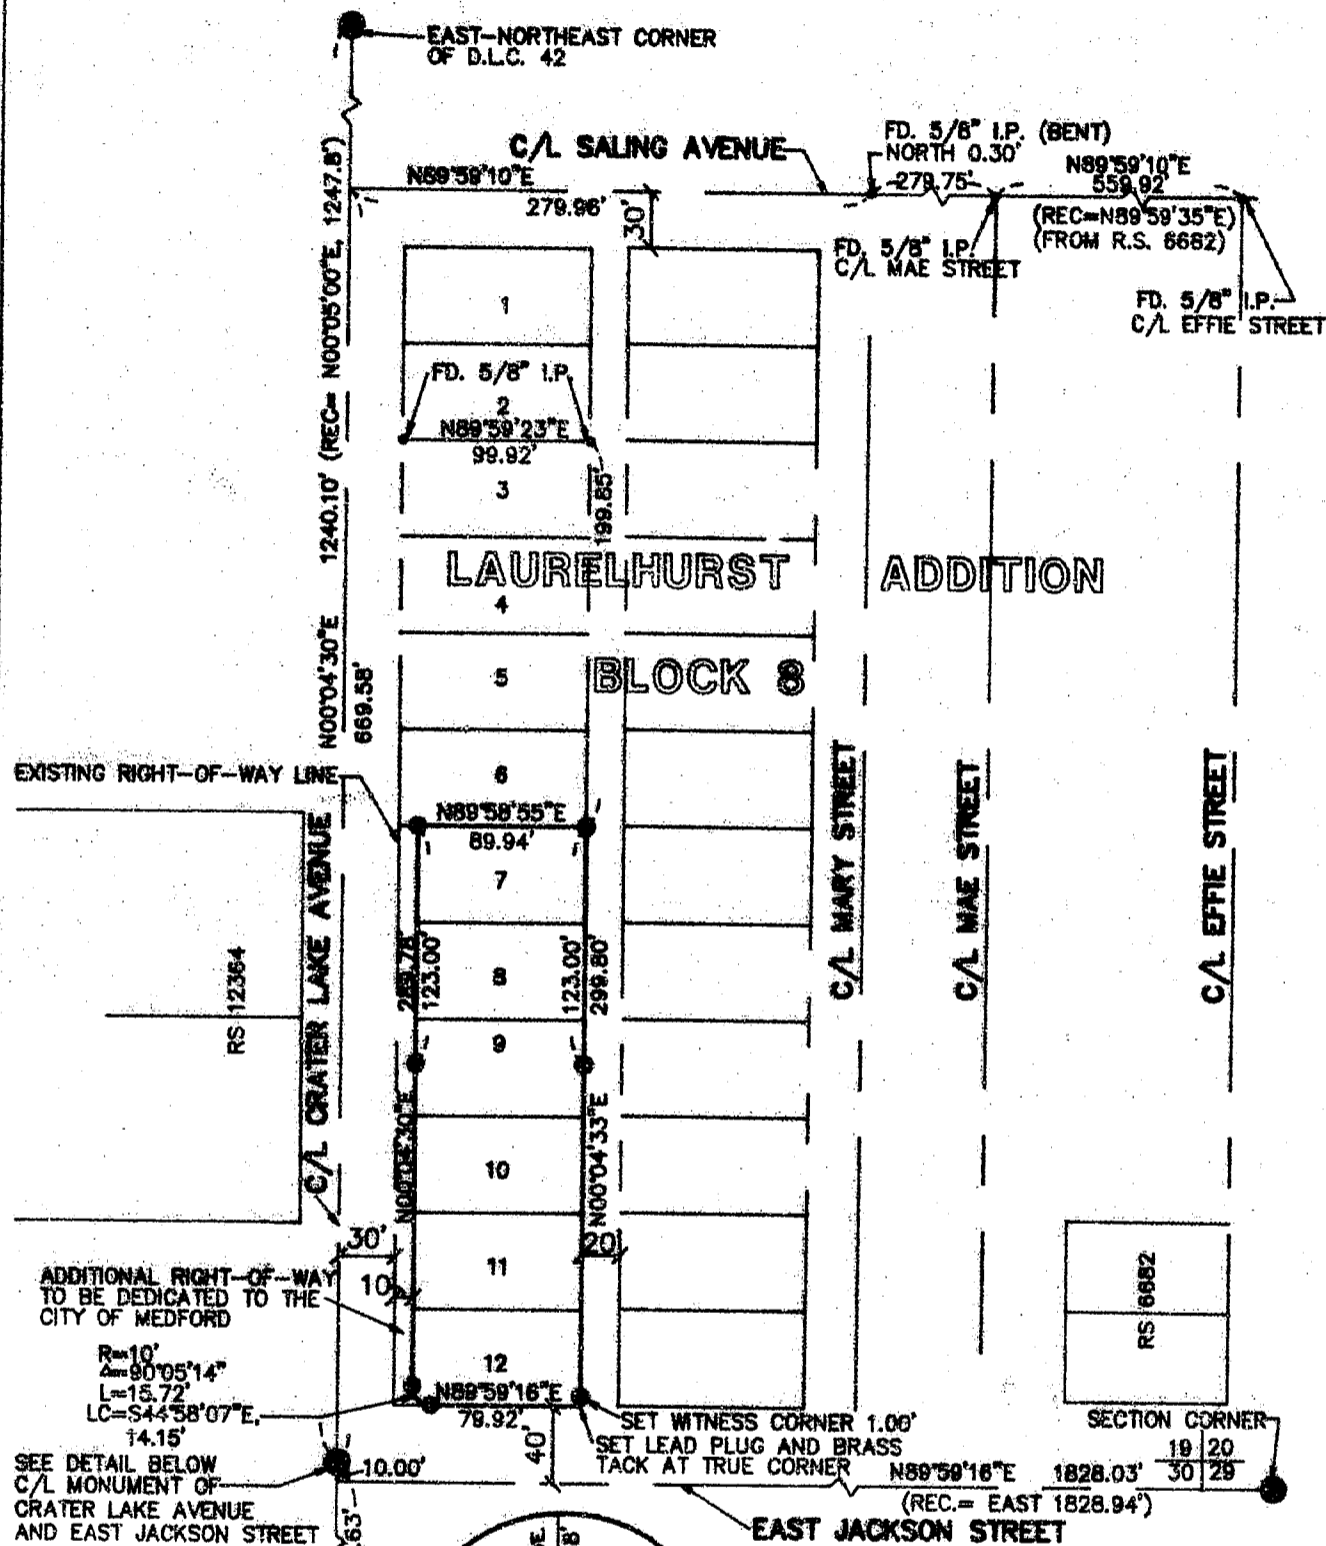 EAST-NORTHEAST CORNER
OF D.L.C. 42
C/L SALING AVENUE
FD. 5/8" I.P. (BENT)
NORTH 0.30'
N89°59'10"E
279.96'
30'
279.75'
N89°59'10"E
559.92'
(REC=N89°59'35"E)
(FROM R.S. 6682)
FD. 5/8" I.P.
C/L MAE STREET
FD. 5/8" I.P.
C/L EFFIE STREET
N00°04'30"E 1240.10' (REC= N00°05'00"E, 1247.8')
669.58'
1
FD. 5/8" I.P.
2
N89°59'23"E
99.92'
3
199.85'
LAURELHURST ADDITION
4
5
BLOCK 8
6
EXISTING RIGHT-OF-WAY LINE
N89°58'55"E
89.94'
7
8
9
10
11
12
289.78'
123.00'
123.00'
299.80'
N00°04'30"E
N00°04'33"E
C/L CRATER LAKE AVENUE
C/L MARY STREET
C/L MAE STREET
C/L EFFIE STREET
RS 12364
RS 6682
30'
10'
20'
ADDITIONAL RIGHT-OF-WAY
TO BE DEDICATED TO THE
CITY OF MEDFORD
R=10'
Δ=90°05'14"
L=15.72'
LC=S44°58'07"E,
14.15'
N89°59'16"E
79.92'
40'
SET WITNESS CORNER 1.00'
SET LEAD PLUG AND BRASS
TACK AT TRUE CORNER
SECTION CORNER
19 20
30 29
SEE DETAIL BELOW
C/L MONUMENT OF
CRATER LAKE AVENUE
AND EAST JACKSON STREET
10.00'
N89°59'16"E 1828.03'
(REC.= EAST 1828.94')
EAST JACKSON STREET